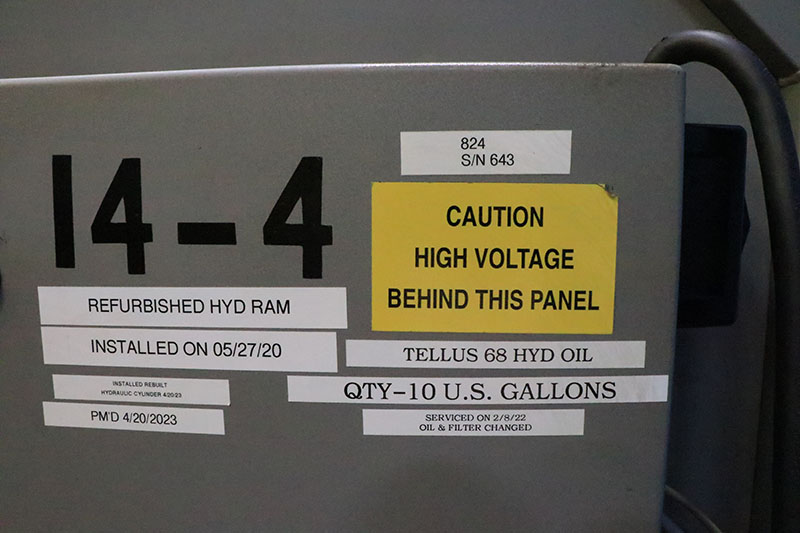 14-4
824
S/N 643
CAUTION
HIGH VOLTAGE
BEHIND THIS PANEL
REFURBISHED HYD RAM
INSTALLED ON 05/27/20
INSTALLED REBUILT
HYDRAULIC CYLINDER 4/20/23
PM'D 4/20/2023
TELLUS 68 HYD OIL
QTY-10 U.S. GALLONS
SERVICED ON 2/8/22
OIL & FILTER CHANGED